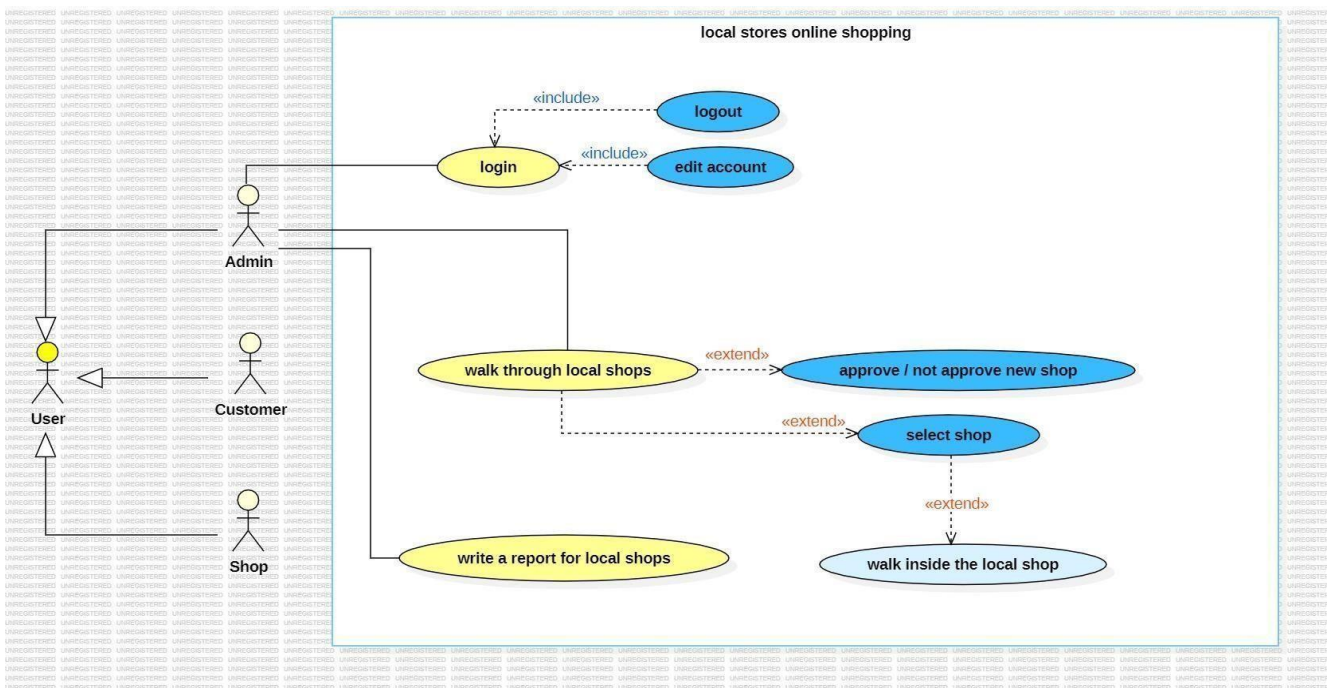 local stores online shopping
«include»
logout
login
«include»
edit account
Admin
walk through local shops
«extend»
approve / not approve new shop
User
Customer
«extend»
select shop
«extend»
Shop
write a report for local shops
walk inside the local shop
UNREGISTERED